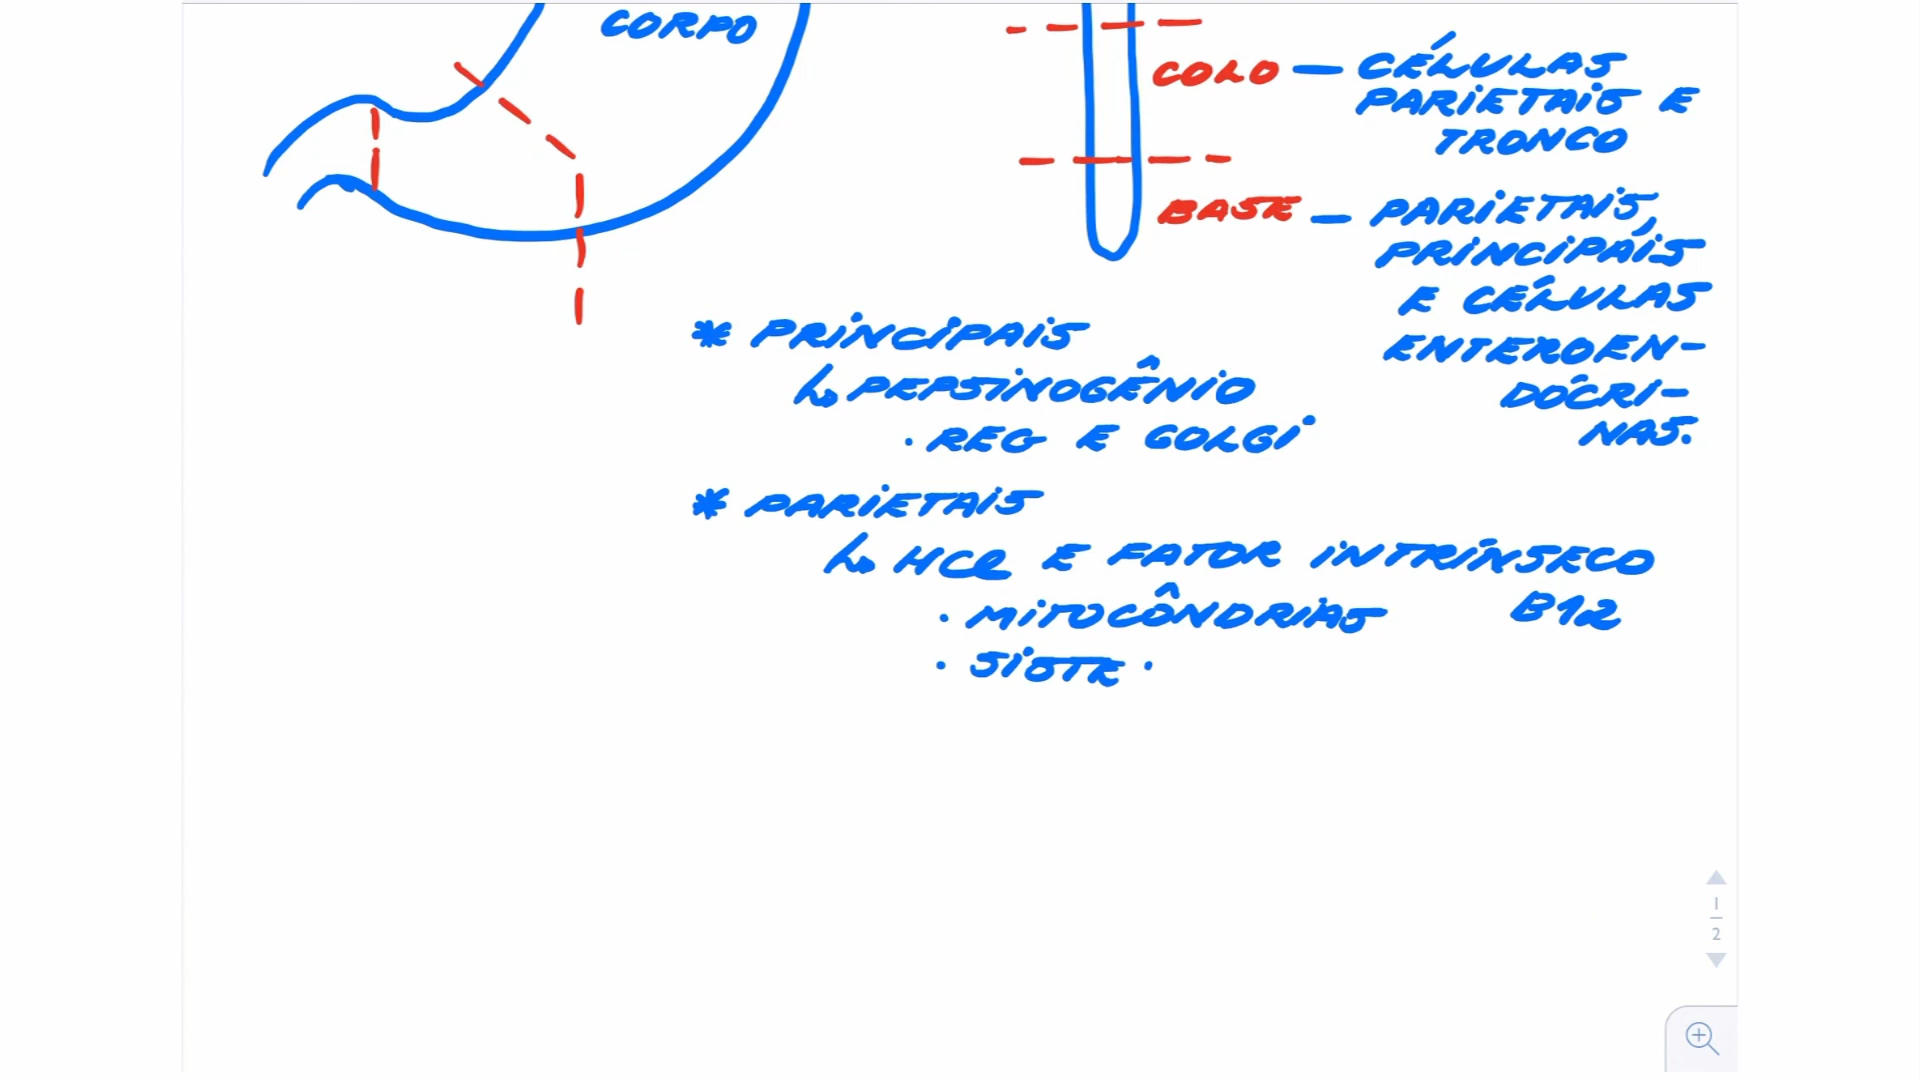 CORPO
COLO — CÉLULAS
PARIETAIS E
TRONCO
BASE — PARIETAIS,
PRINCIPAIS
E CÉLULAS
ENTEROEN-
DÓCRI-
NAS.
* PRINCIPAIS
↳ PEPSINOGÊNIO
· REG E GOLGI
* PARIETAIS
↳ HCl E FATOR INTRÍNSECO
B12
· MITOCÔNDRIAS
· SISTE ·
1
2